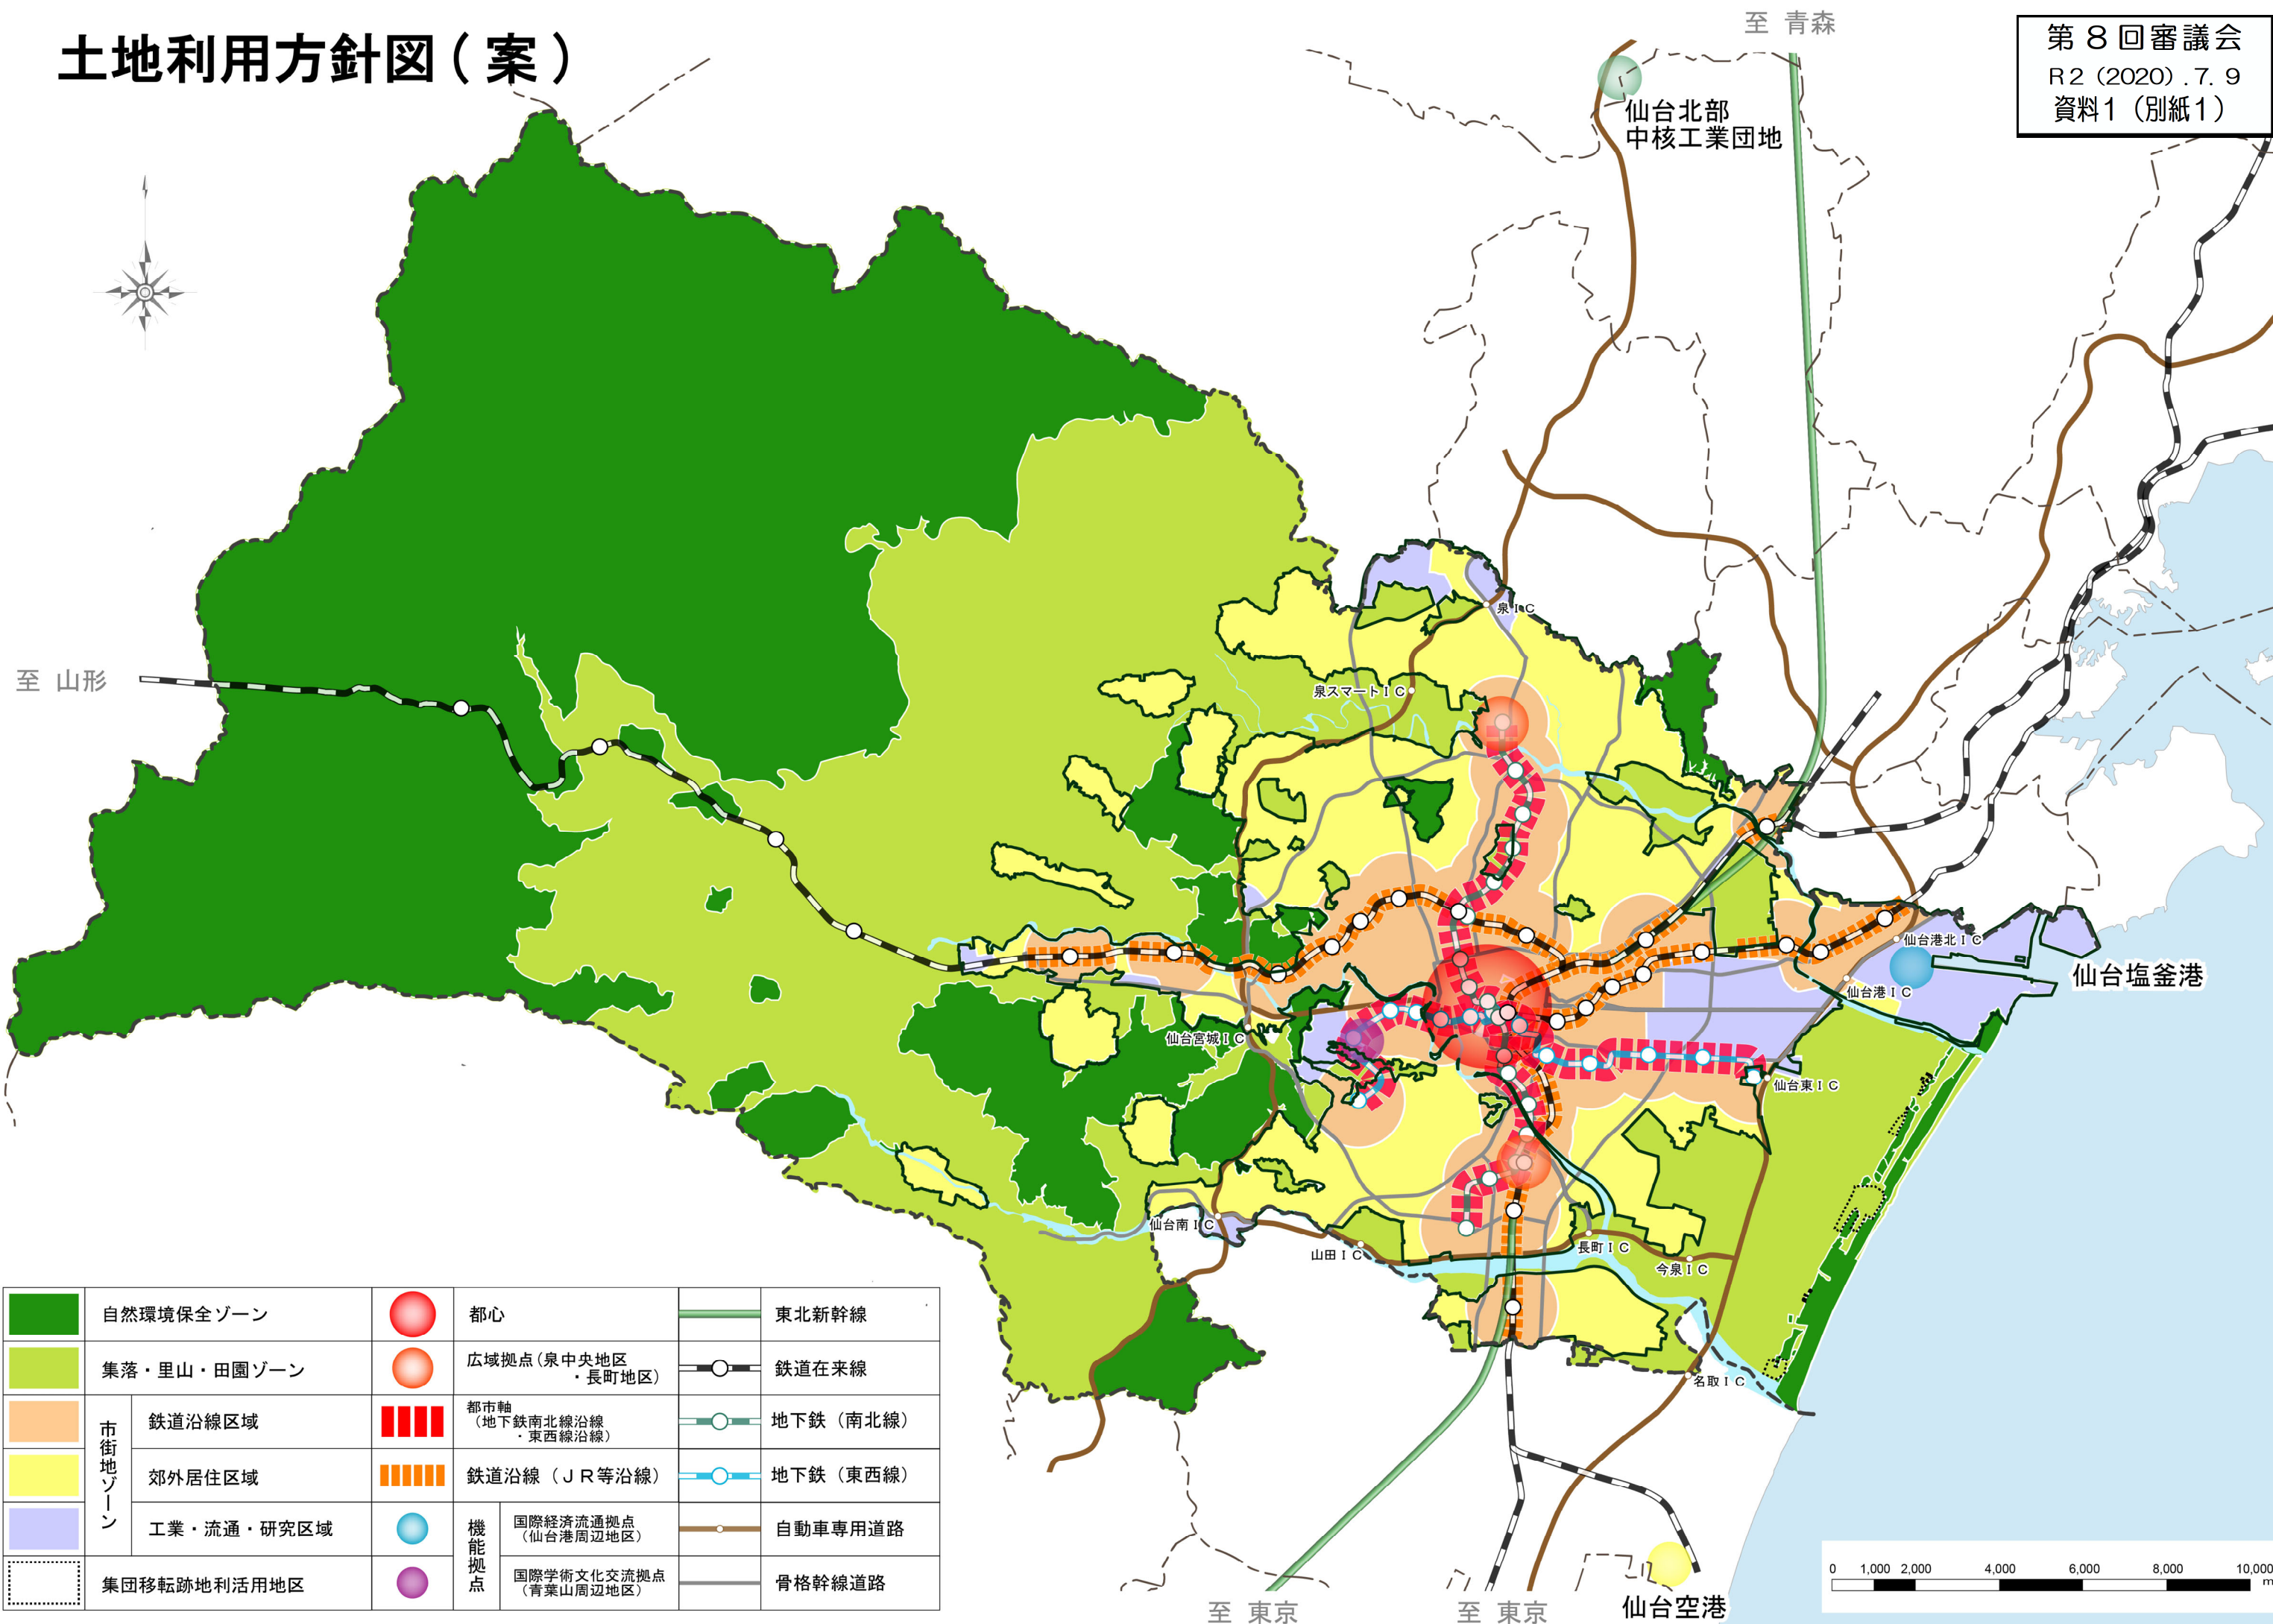 土地利用方針図(案)
第8回審議会
R2(2020).7.9
資料1(別紙1)
至 青森
仙台北部
中核工業団地
至 山形
泉IC
泉スマートIC
仙台港北IC
仙台塩釜港
仙台港IC
仙台宮城IC
仙台東IC
仙台南IC
山田IC
長町IC
今泉IC
名取IC
仙台空港
至 東京
至 東京
自然環境保全ゾーン
集落・里山・田園ゾーン
市街地ゾーン
鉄道沿線区域
郊外居住区域
工業・流通・研究区域
集団移転跡地利活用地区
都心
広域拠点(泉中央地区
・長町地区)
都市軸
(地下鉄南北線沿線
・東西線沿線)
鉄道沿線(JR等沿線)
機能拠点
国際経済流通拠点
(仙台港周辺地区)
国際学術文化交流拠点
(青葉山周辺地区)
東北新幹線
鉄道在来線
地下鉄(南北線)
地下鉄(東西線)
自動車専用道路
骨格幹線道路
0 1,000 2,000 4,000 6,000 8,000 10,000
m